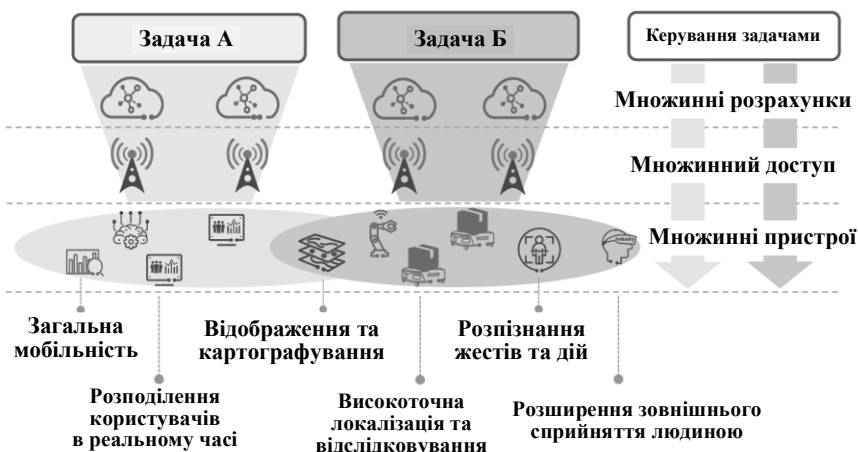 Задача А
Задача Б
Керування задачами
Множинні розрахунки
Множинний доступ
Множинні пристрої
Загальна
мобільність
Відображення та
картографування
Розпізнання
жестів та дій
Розподілення
користувачів
в реальному часі
Високоточна
локалізація та
відслідковування
Розширення зовнішнього
сприйняття людиною